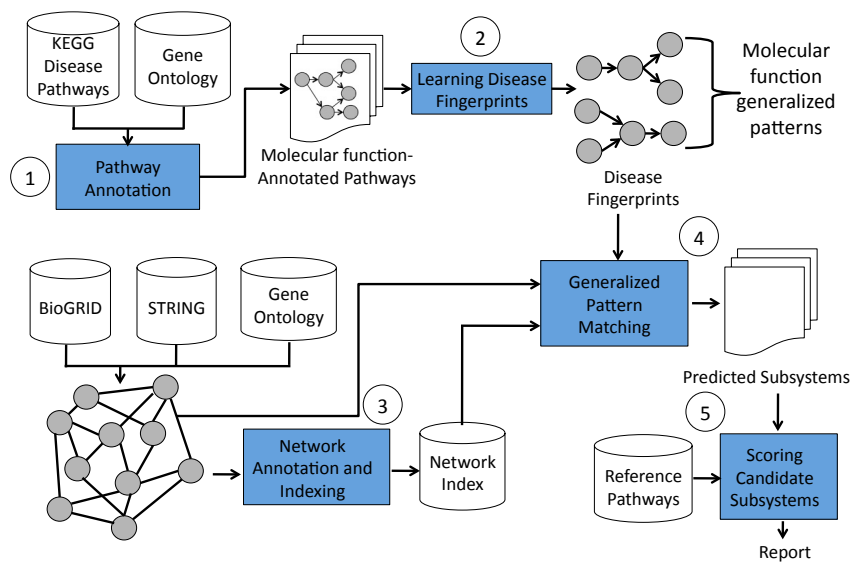 KEGG
Disease
Pathways
Gene
Ontology
1
Pathway
Annotation
Molecular function-
Annotated Pathways
2
Learning Disease
Fingerprints
Molecular
function
generalized
patterns
Disease
Fingerprints
BioGRID
STRING
Gene
Ontology
3
Network
Annotation and
Indexing
Network
Index
4
Generalized
Pattern
Matching
Predicted Subsystems
5
Reference
Pathways
Scoring
Candidate
Subsystems
Report